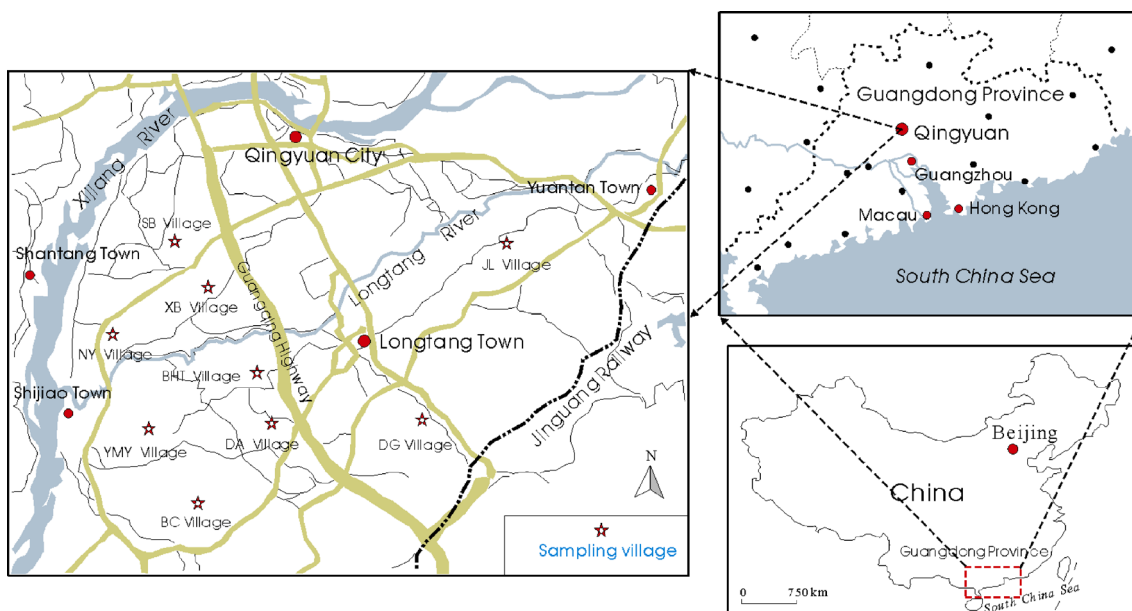 Xijiang River
Qingyuan City
Yuantan Town
SB Village
Shantang Town
Longtang River
JL Village
XB Village
Guangqing Highway
NY Village
Longtang Town
BHT Village
Shijiao Town
Jinguang Railway
YMY Village
DA Village
DG Village
N
BC Village
Sampling village
Guangdong Province
Qingyuan
Guangzhou
Macau
Hong Kong
South China Sea
Beijing
China
Guangdong Province
0 750 km
South China Sea